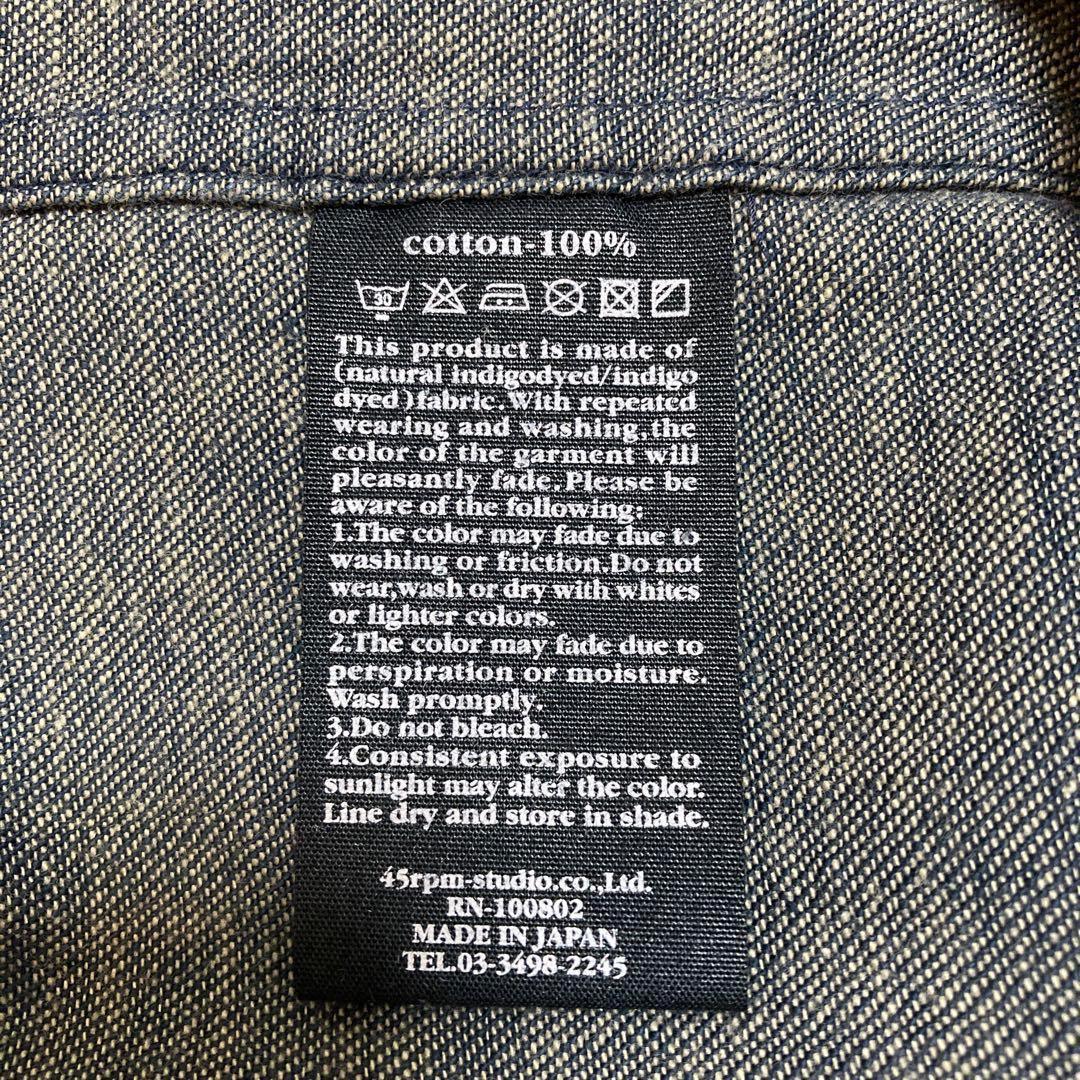 cotton-100%
30
This product is made of
(natural indigodyed/indigo
dyed)fabric.With repeated
wearing and washing,the
color of the garment will
pleasantly fade.Please be
aware of the following:
1.The color may fade due to
washing or friction.Do not
wear,wash or dry with whites
or lighter colors.
2.The color may fade due to
perspiration or moisture.
Wash promptly.
3.Do not bleach.
4.Consistent exposure to
sunlight may alter the color.
Line dry and store in shade.
45rpm-studio.co.,Ltd.
RN-100802
MADE IN JAPAN
TEL.03-3498-2245